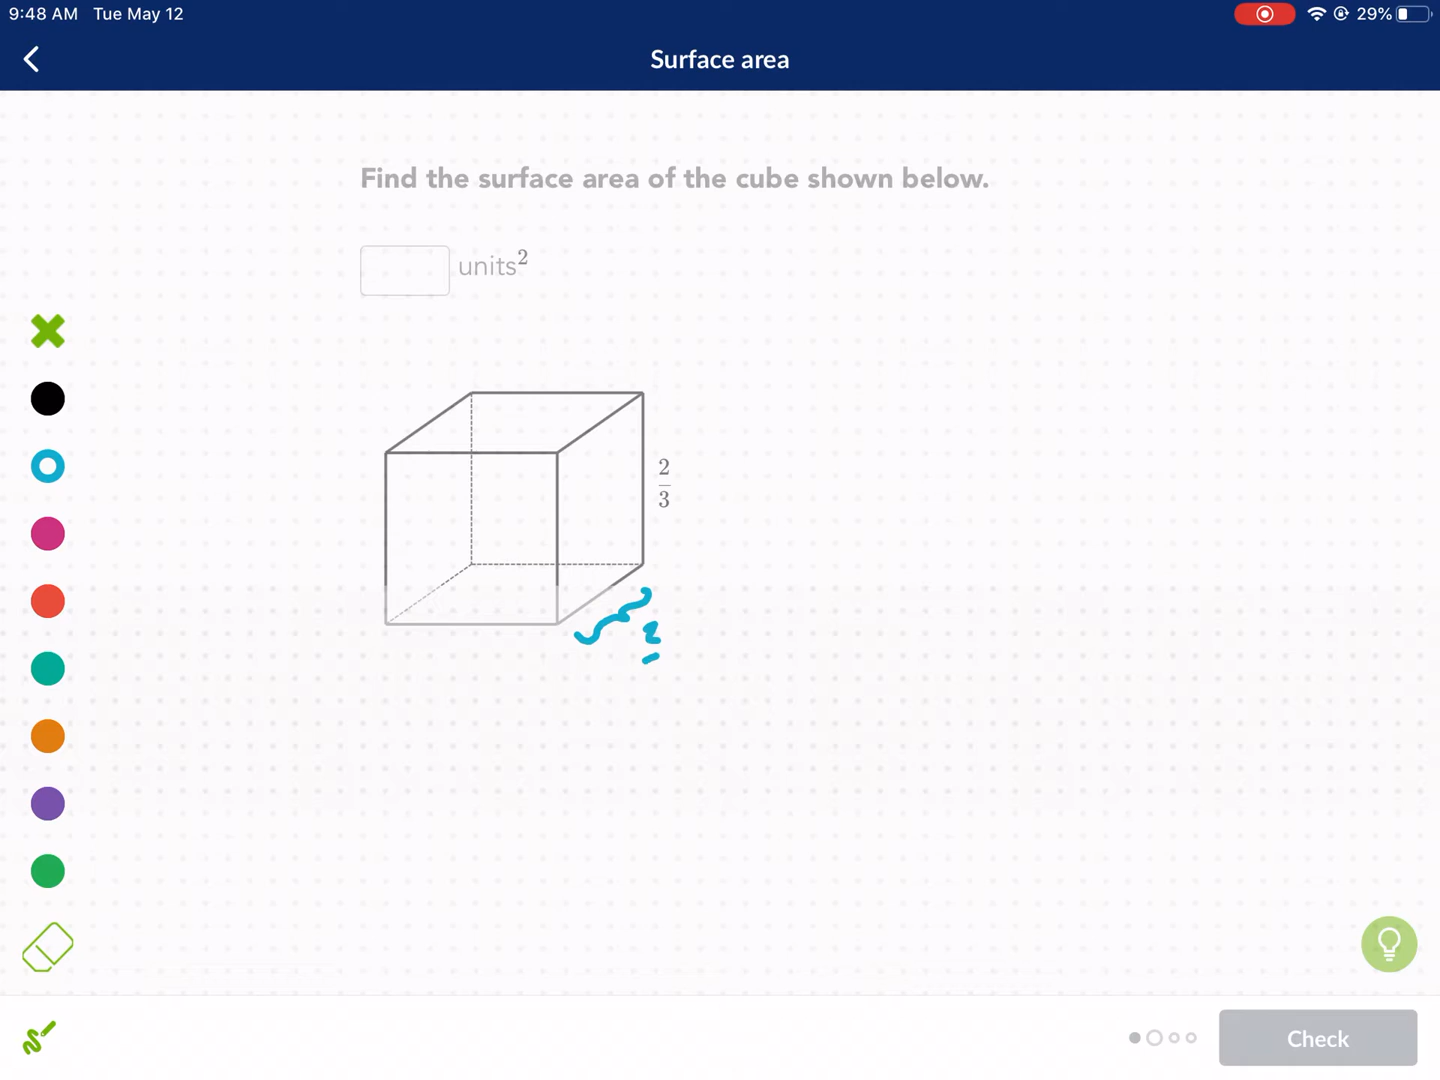 9:48 AM Tue May 12 29%
Surface area
Find the surface area of the cube shown below.
units²
2
3
2
Check